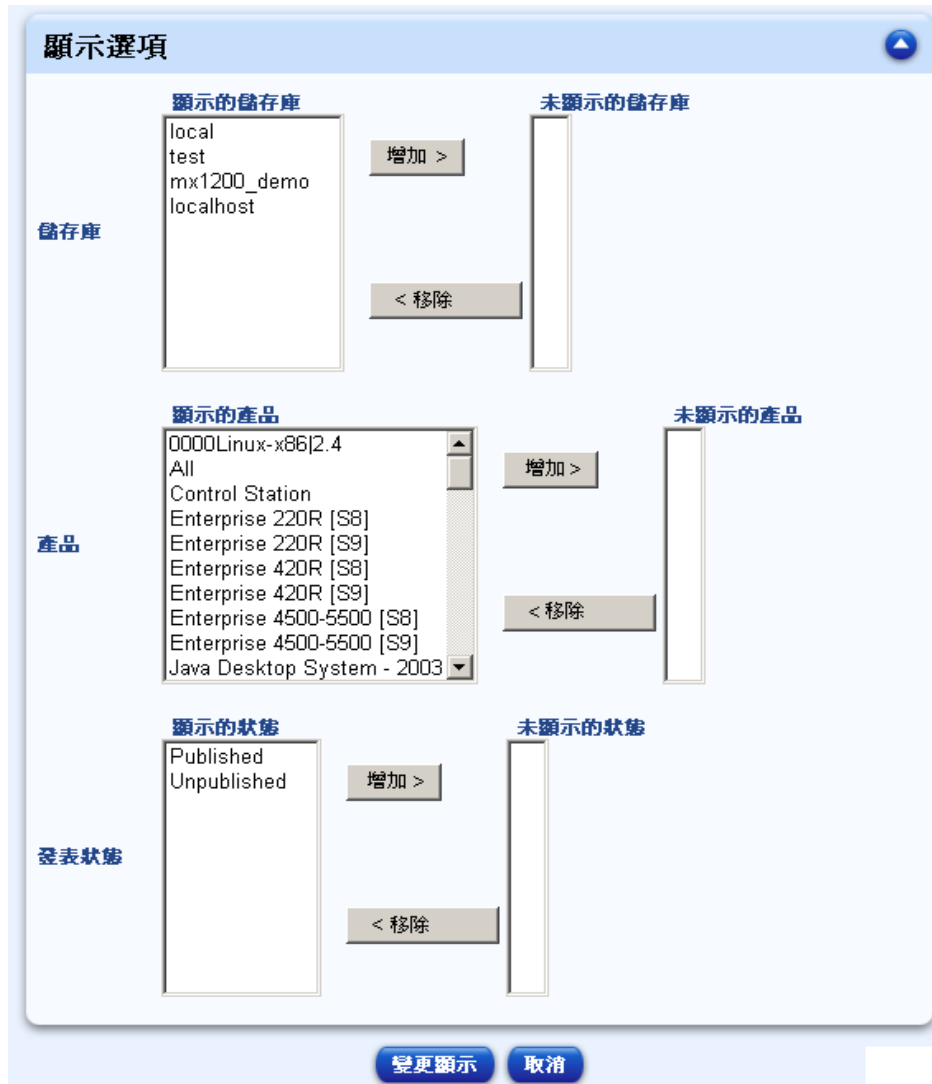 顯示選項
顯示的儲存庫
未顯示的儲存庫
儲存庫
local
test
mx1200_demo
localhost
增加 >
< 移除
顯示的產品
未顯示的產品
產品
0000Linux-x86|2.4
All
Control Station
Enterprise 220R [S8]
Enterprise 220R [S9]
Enterprise 420R [S8]
Enterprise 420R [S9]
Enterprise 4500-5500 [S8]
Enterprise 4500-5500 [S9]
Java Desktop System - 2003
增加 >
< 移除
顯示的狀態
未顯示的狀態
發表狀態
Published
Unpublished
增加 >
< 移除
變更顯示
取消